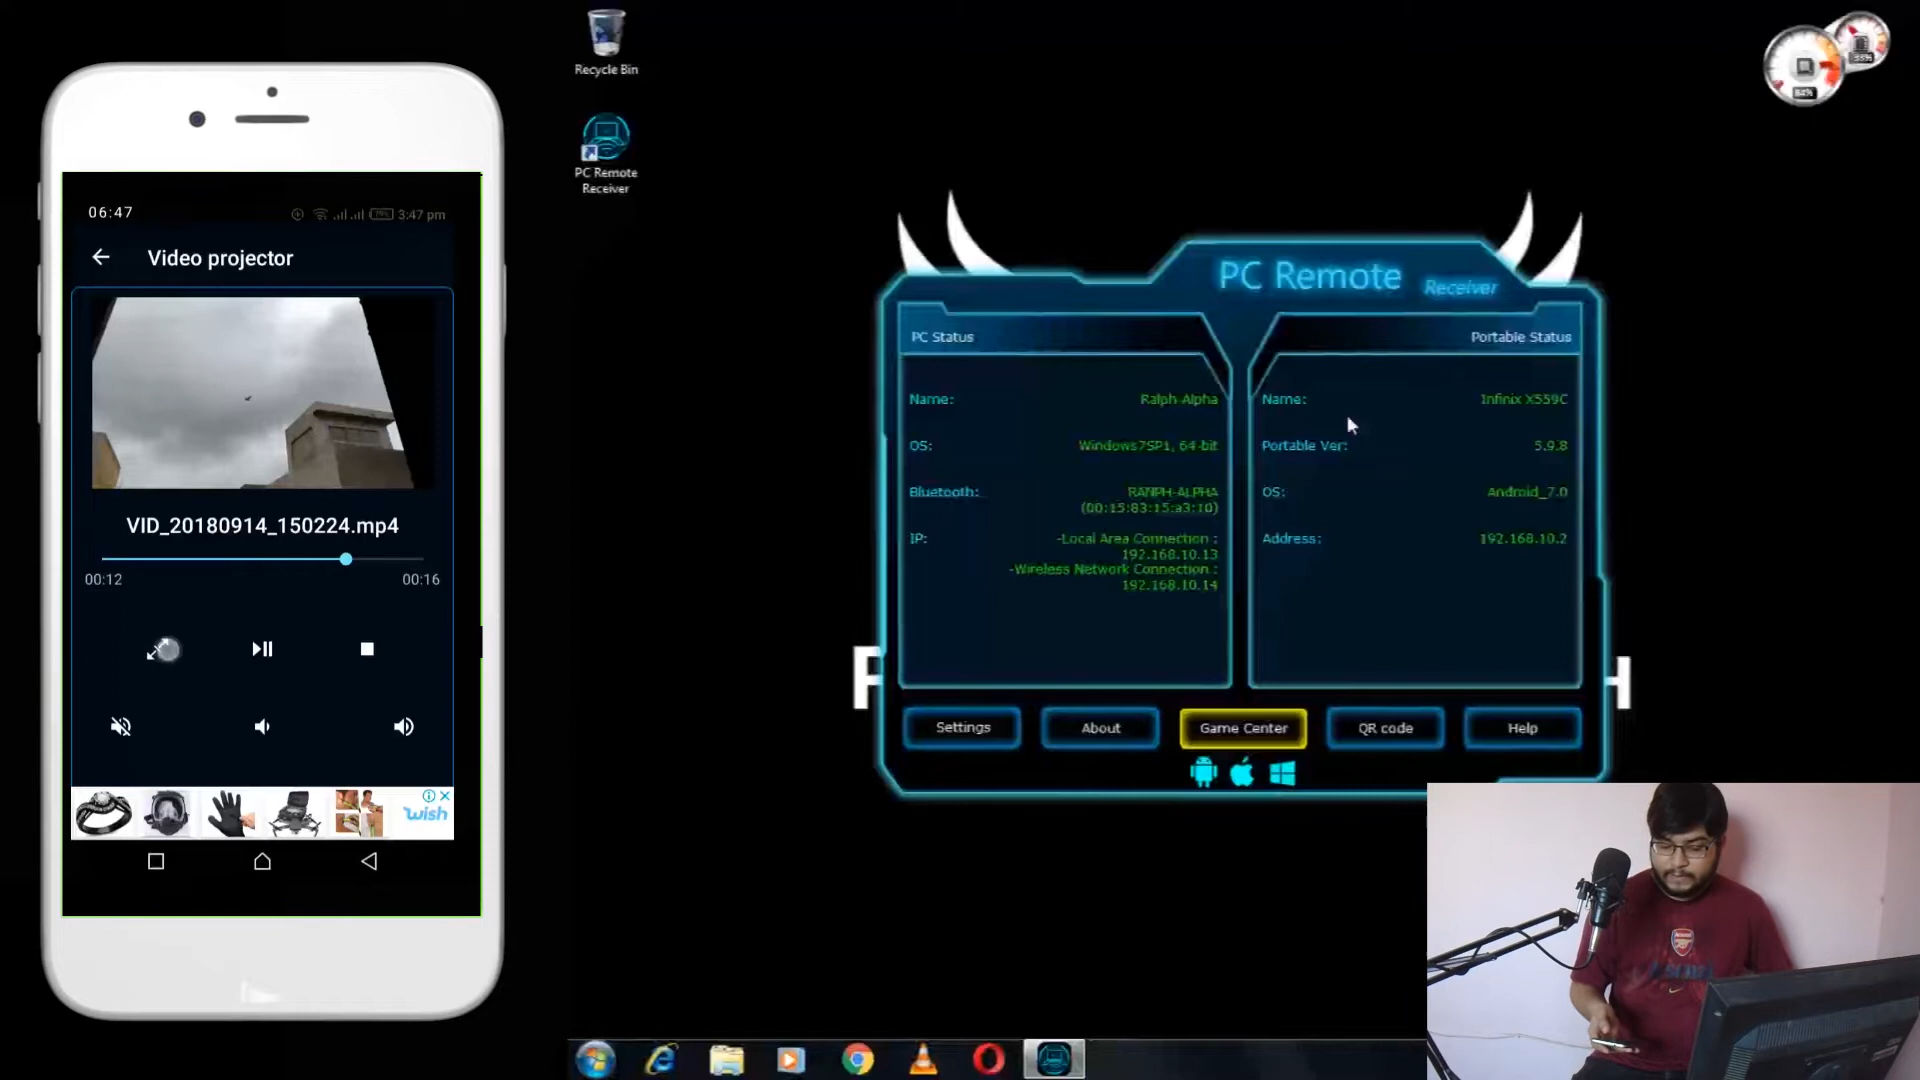 06:47
3:47 pm
Video projector
VID_20180914_150224.mp4
00:12
00:16
wish
Recycle Bin
PC Remote
Receiver
84%
33%
PC Remote Receiver
PC Status
Name: Ralph-Alpha
OS: Windows7SP1, 64-bit
Bluetooth: RANPH-ALPHA
(00:15:83:15:a3:10)
IP: -Local Area Connection :
192.168.10.13
-Wireless Network Connection :
192.168.10.14
Portable Status
Name: Infinix X559C
Portable Ver: 5.9.8
OS: Android_7.0
Address: 192.168.10.2
Settings
About
Game Center
QR code
Help
Arsenal